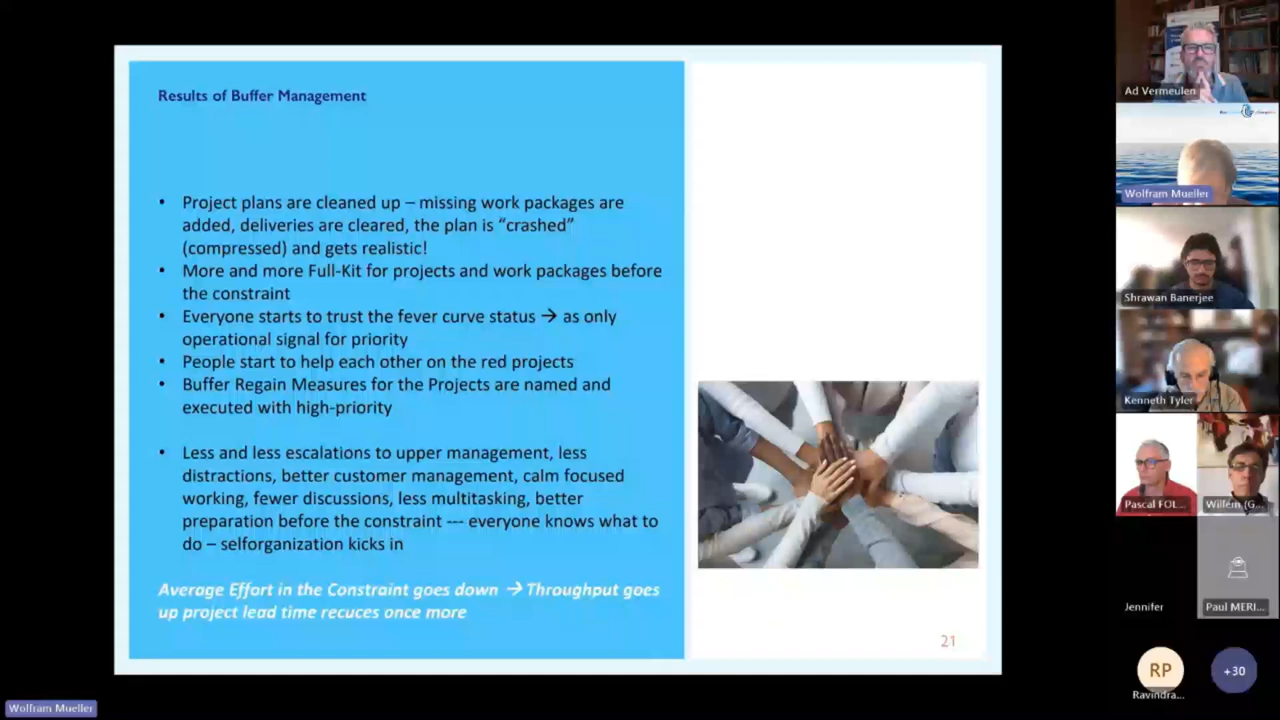 Results of Buffer Management
• Project plans are cleaned up – missing work packages are
added, deliveries are cleared, the plan is “crashed”
(compressed) and gets realistic!
• More and more Full-Kit for projects and work packages before
the constraint
• Everyone starts to trust the fever curve status → as only
operational signal for priority
• People start to help each other on the red projects
• Buffer Regain Measures for the Projects are named and
executed with high-priority
• Less and less escalations to upper management, less
distractions, better customer management, calm focused
working, fewer discussions, less multitasking, better
preparation before the constraint --- everyone knows what to
do – selforganization kicks in
Average Effort in the Constraint goes down → Throughput goes
up project lead time recuces once more
21
Ad Vermeulen
Wolfram Mueller
Shrawan Banerjee
Kenneth Tyler
Pascal FOL...
Willem (G...
Jennifer
Paul MERI...
RP
Ravindra...
+30
Wolfram Mueller